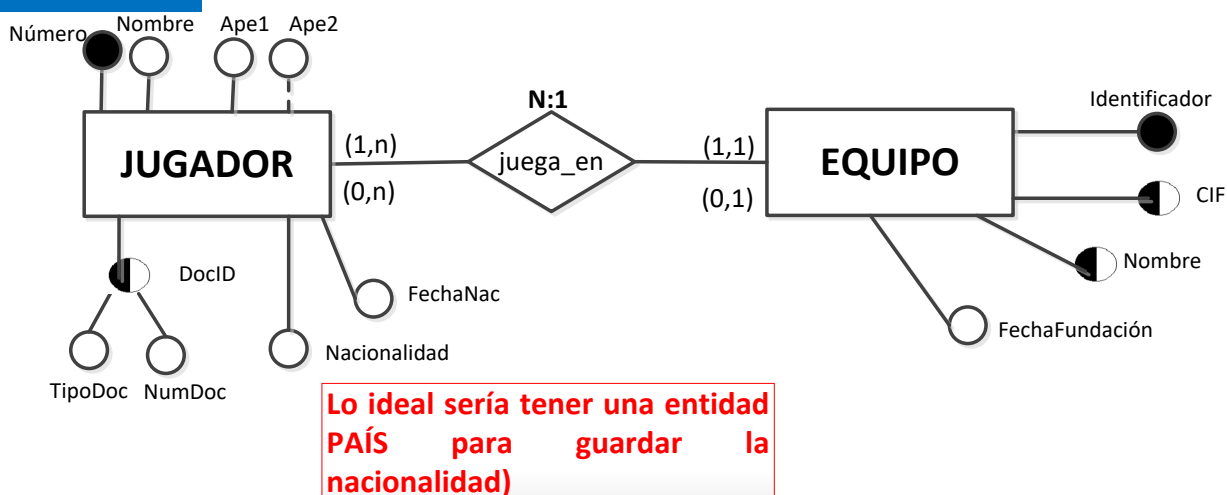 Número
Nombre
Ape1
Ape2
N:1
Identificador
JUGADOR
(1,n)
juega_en
(1,1)
EQUIPO
(0,n)
(0,1)
CIF
DocID
Nombre
FechaNac
FechaFundación
Nacionalidad
TipoDoc
NumDoc
Lo ideal sería tener una entidad
PAÍS para guardar la
nacionalidad)